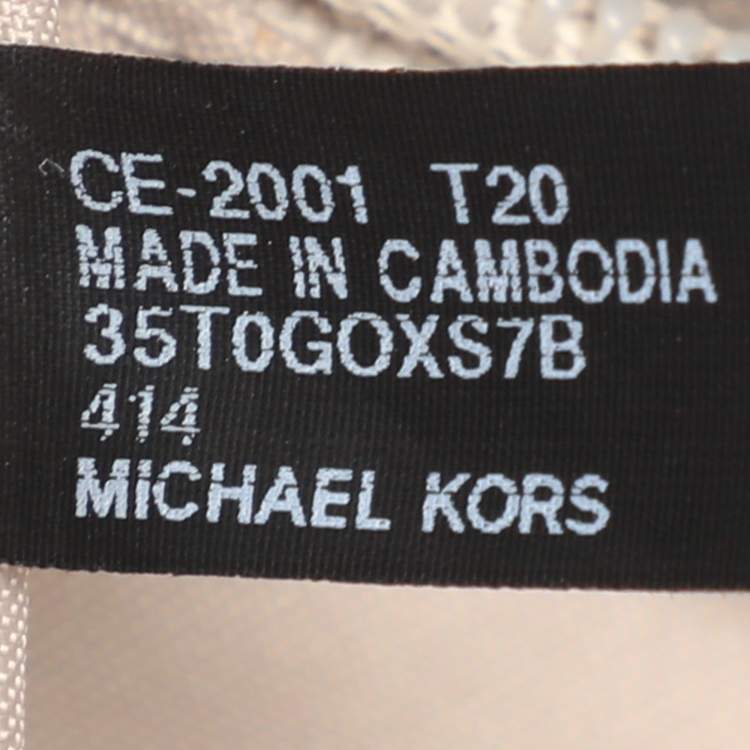 CE-2001 T20
MADE IN CAMBODIA
35T0GOXS7B
414
MICHAEL KORS